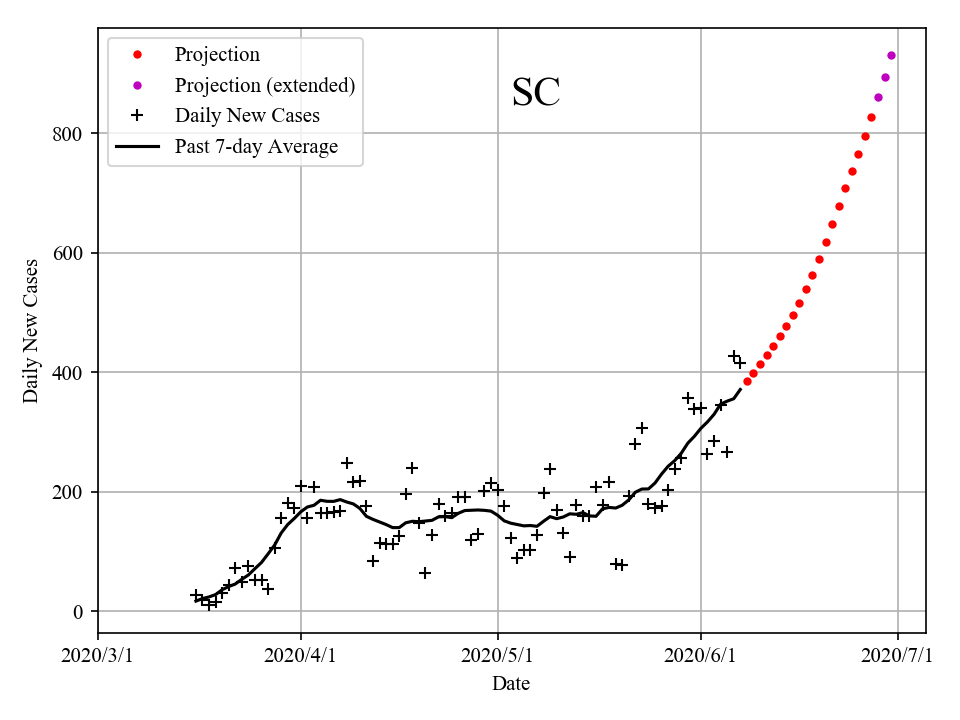 Projection
Projection (extended)
Daily New Cases
Past 7-day Average
SC
Daily New Cases
800
600
400
200
0
2020/3/1
2020/4/1
2020/5/1
2020/6/1
2020/7/1
Date